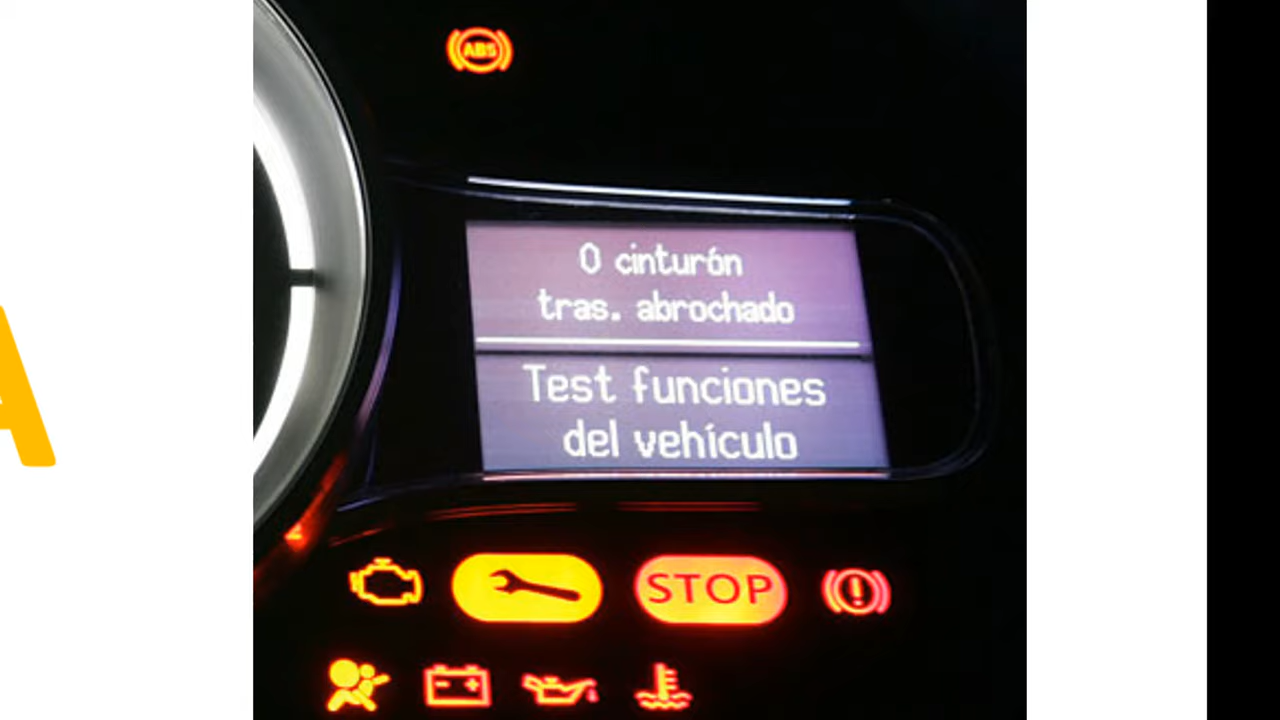 A
ABS
0 cinturón
tras. abrochado
Test funciones
del vehículo
STOP